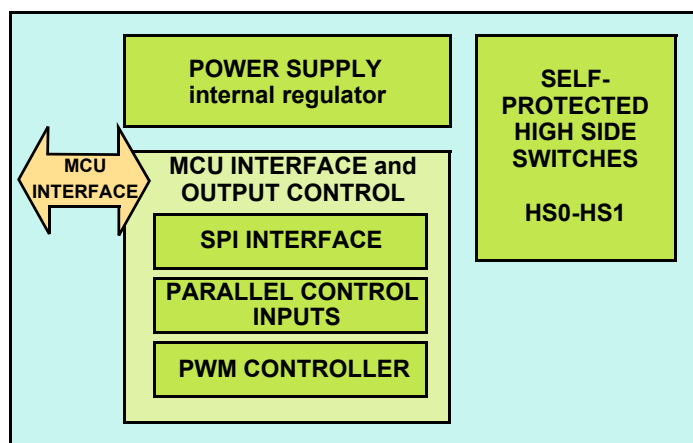 POWER SUPPLY
internal regulator
SELF-
PROTECTED
HIGH SIDE
SWITCHES
HS0-HS1
MCU
INTERFACE
MCU INTERFACE and
OUTPUT CONTROL
SPI INTERFACE
PARALLEL CONTROL
INPUTS
PWM CONTROLLER